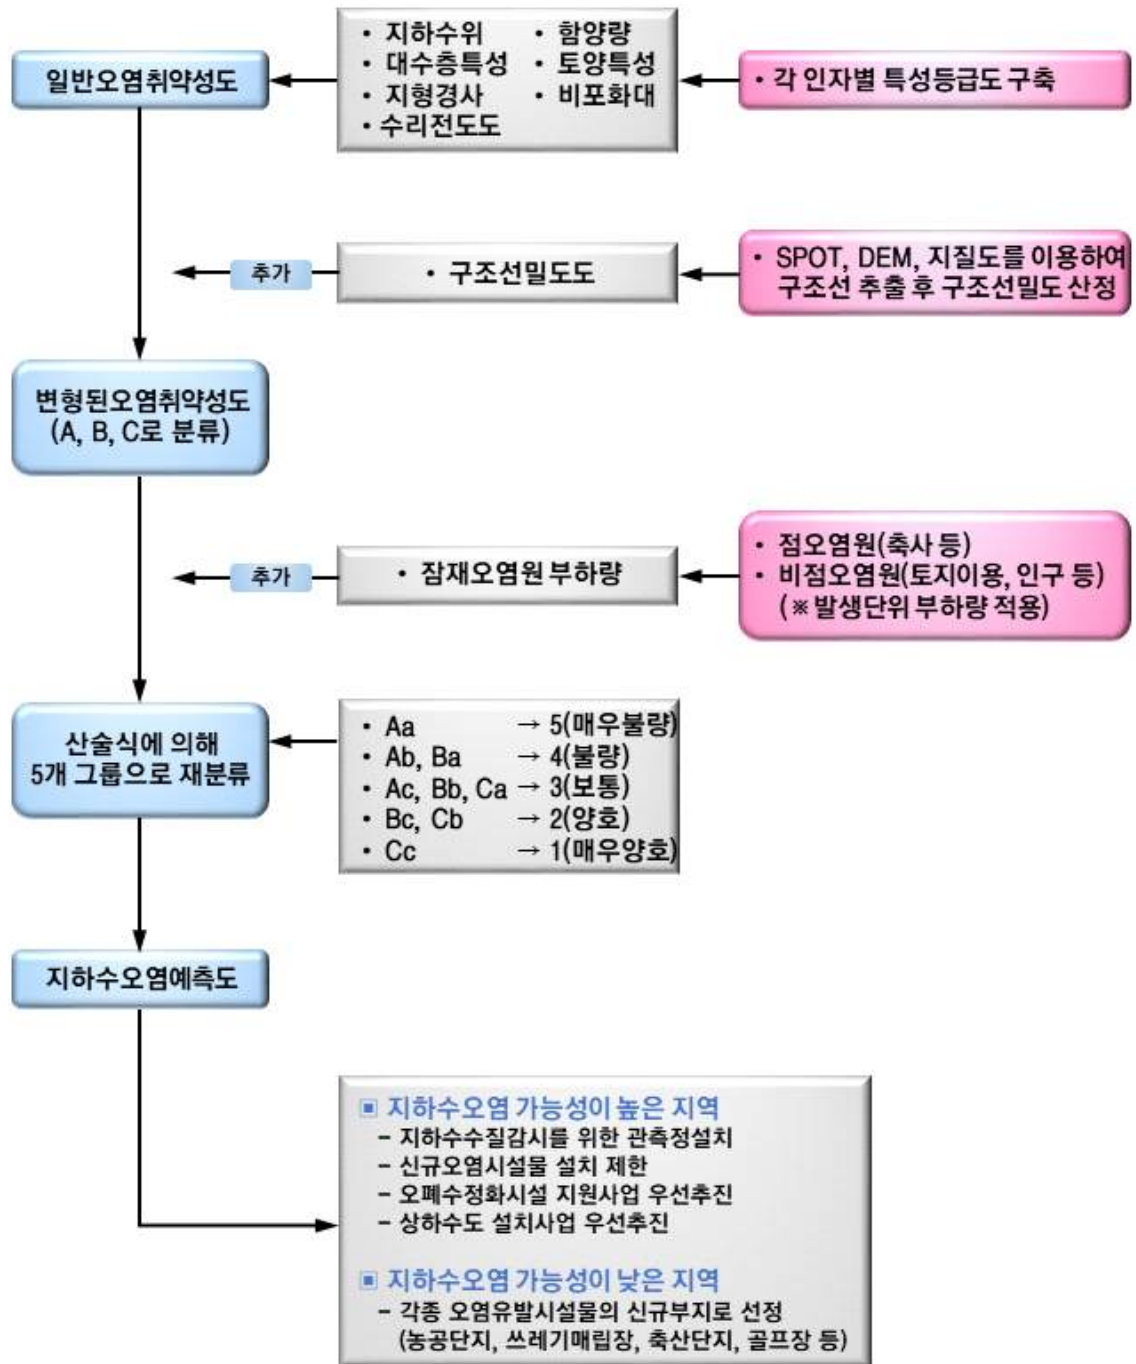 • 지하수위 • 함양량
• 대수층특성 • 토양특성
• 지형경사 • 비포화대
• 수리전도도
일반오염취약성도
• 각 인자별 특성등급도 구축
추가
• 구조선밀도도
• SPOT, DEM, 지질도를 이용하여
구조선 추출 후 구조선밀도 산정
변형된오염취약성도
(A, B, C로 분류)
추가
• 잠재오염원 부하량
• 점오염원(축사 등)
• 비점오염원(토지이용, 인구 등)
(※ 발생단위 부하량 적용)
산술식에 의해
5개 그룹으로 재분류
• Aa → 5(매우불량)
• Ab, Ba → 4(불량)
• Ac, Bb, Ca → 3(보통)
• Bc, Cb → 2(양호)
• Cc → 1(매우양호)
지하수오염예측도
▣ 지하수오염 가능성이 높은 지역
– 지하수수질감시를 위한 관측정설치
– 신규오염시설물 설치 제한
– 오폐수정화시설 지원사업 우선추진
– 상하수도 설치사업 우선추진
▣ 지하수오염 가능성이 낮은 지역
– 각종 오염유발시설물의 신규부지로 선정
(농공단지, 쓰레기매립장, 축산단지, 골프장 등)